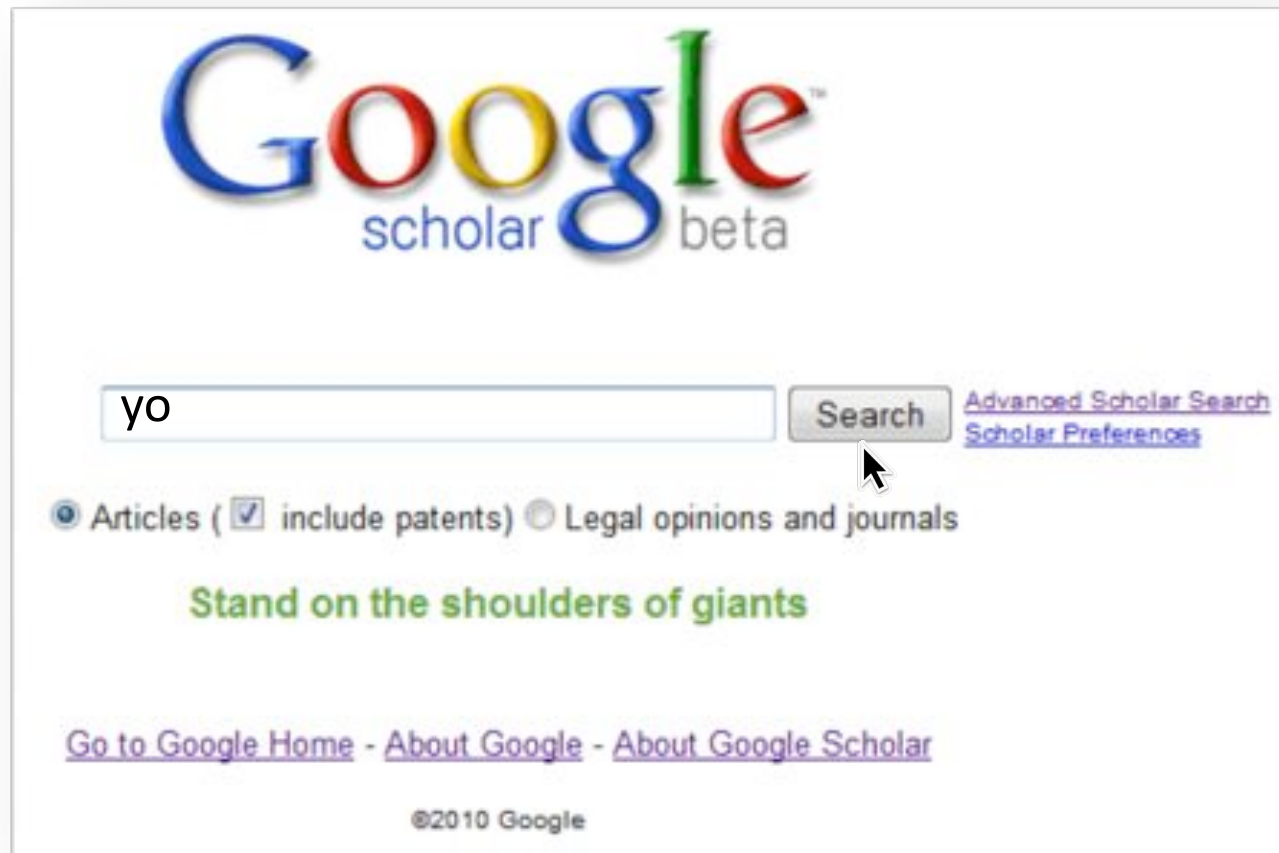 Google™
scholar beta
yo
Search
Advanced Scholar Search
Scholar Preferences
Articles ( include patents) Legal opinions and journals
Stand on the shoulders of giants
Go to Google Home - About Google - About Google Scholar
©2010 Google